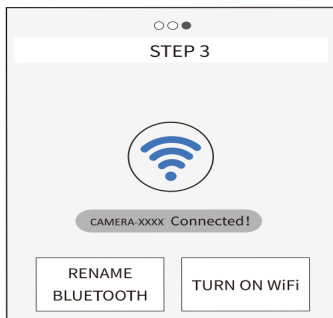 STEP 3
CAMERA-XXXX Connected!
RENAME
BLUETOOTH
TURN ON WiFi